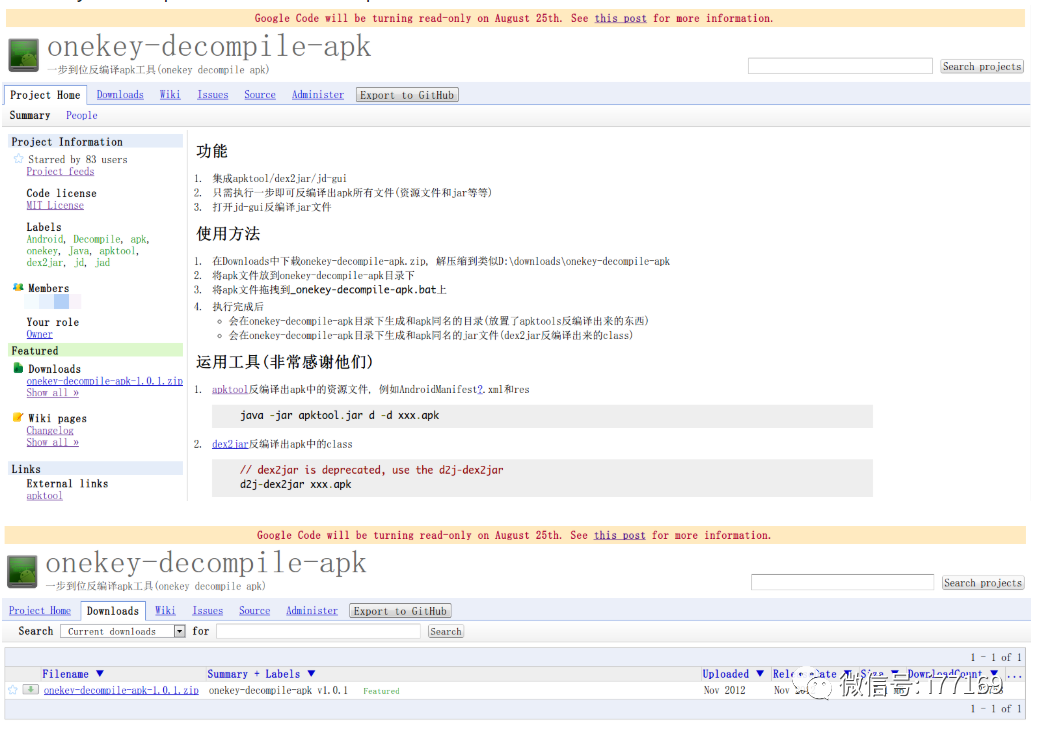 Google Code will be turning read-only on August 25th. See this post for more information.
onekey-decompile-apk
一步到位反编译apk工具(onekey decompile apk)
Search projects
Project Home Downloads Wiki Issues Source Administer Export to GitHub
Summary People
Project Information
Starred by 83 users
Project feeds
Code license
MIT License
Labels
Android, Decompile, apk,
onekey, Java, apktool,
dex2jar, jd, jad
Members
Your role
Owner
Featured
Downloads
onekey-decompile-apk-1.0.1.zip
Show all »
Wiki pages
Changelog
Show all »
Links
External links
apktool
功能
1. 集成apktool/dex2jar/jd-gui
2. 只需执行一步即可反编译出apk所有文件(资源文件和jar等等)
3. 打开jd-gui反编译jar文件
使用方法
1. 在Downloads中下载onekey-decompile-apk.zip, 解压缩到类似D:\downloads\onekey-decompile-apk
2. 将apk文件放到onekey-decompile-apk目录下
3. 将apk文件拖拽到_onekey-decompile-apk.bat上
4. 执行完成后
会在onekey-decompile-apk目录下生成和apk同名的目录(放置了apktools反编译出来的东西)
会在onekey-decompile-apk目录下生成和apk同名的jar文件(dex2jar反编译出来的class)
运用工具(非常感谢他们)
1. apktool反编译出apk中的资源文件, 例如AndroidManifest?.xml和res
java -jar apktool.jar d -d xxx.apk
2. dex2jar反编译出apk中的class
// dex2jar is deprecated, use the d2j-dex2jar
d2j-dex2jar xxx.apk
Google Code will be turning read-only on August 25th. See this post for more information.
onekey-decompile-apk
一步到位反编译apk工具(onekey decompile apk)
Search projects
Project Home Downloads Wiki Issues Source Administer Export to GitHub
Search Current downloads for Search
1 - 1 of 1
Filename ▼ Summary + Labels ▼ Uploaded ▼ Size ▼ DownloadCount ▼ ...
onekey-decompile-apk-1.0.1.zip onekey-decompile-apk v1.0.1 Featured Nov 2012
微信号: i77169
1 - 1 of 1